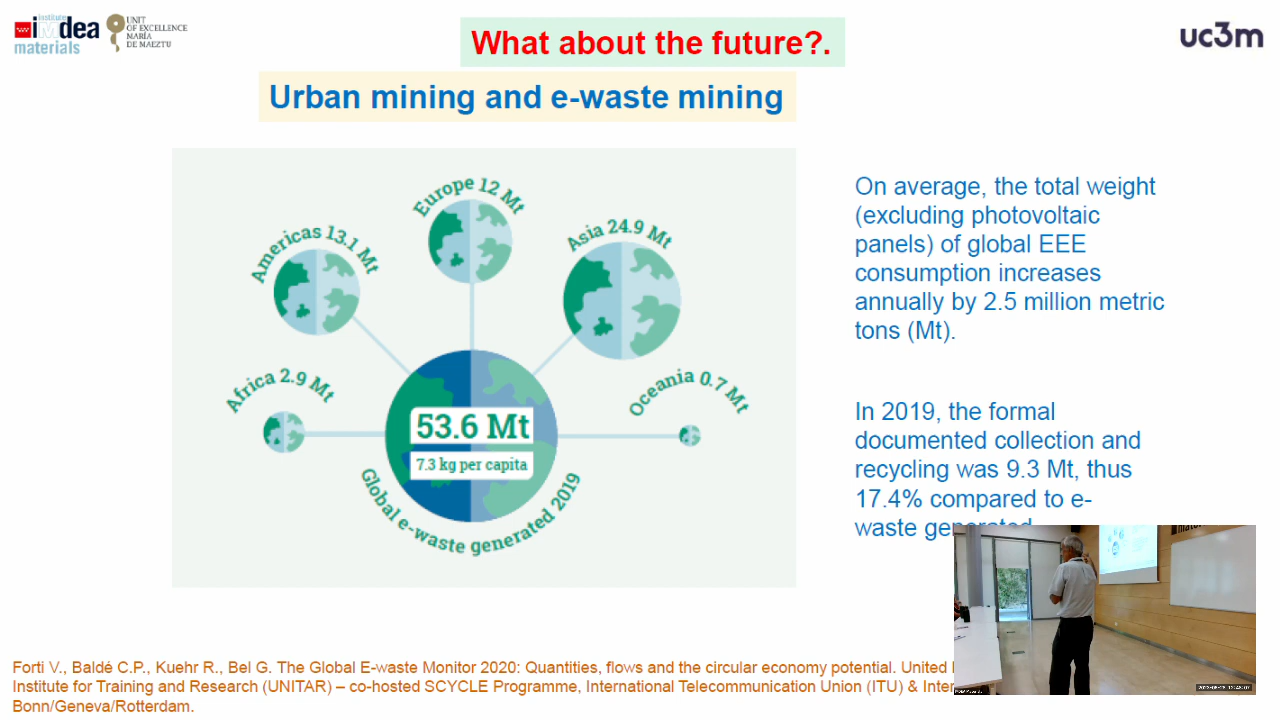 Institute
iMdea
materials
UNIT
OF EXCELLENCE
MARÍA
DE MAEZTU
What about the future?.
uc3m
Urban mining and e-waste mining
Europe 12 Mt
Americas 13.1 Mt
Asia 24.9 Mt
Africa 2.9 Mt
Oceania 0.7 Mt
53.6 Mt
7.3 kg per capita
Global e-waste generated 2019
On average, the total weight
(excluding photovoltaic
panels) of global EEE
consumption increases
annually by 2.5 million metric
tons (Mt).
In 2019, the formal
documented collection and
recycling was 9.3 Mt, thus
17.4% compared to e-
waste generated
Forti V., Baldé C.P., Kuehr R., Bel G. The Global E-waste Monitor 2020: Quantities, flows and the circular economy potential. United
Institute for Training and Research (UNITAR) – co-hosted SCYCLE Programme, International Telecommunication Union (ITU) & Inter
Bonn/Geneva/Rotterdam.